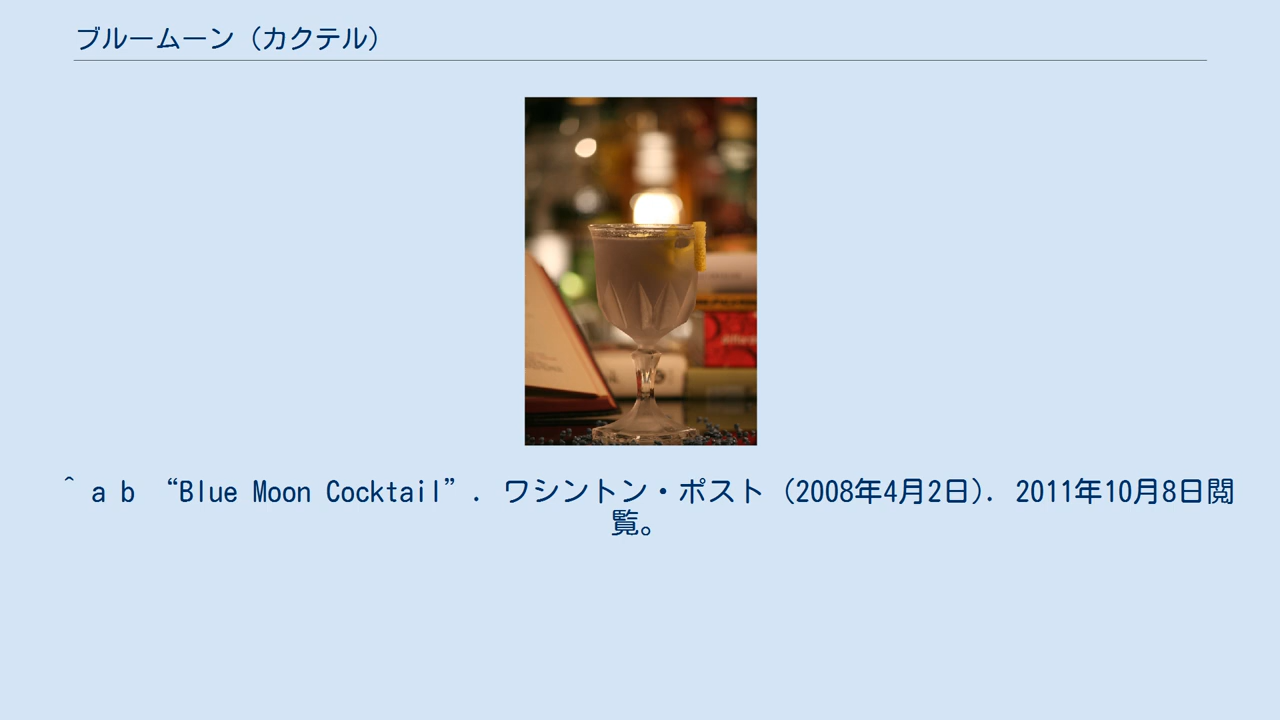 ブルームーン（カクテル）
^ a b “Blue Moon Cocktail”. ワシントン・ポスト (2008年4月2日). 2011年10月8日閲
覧。